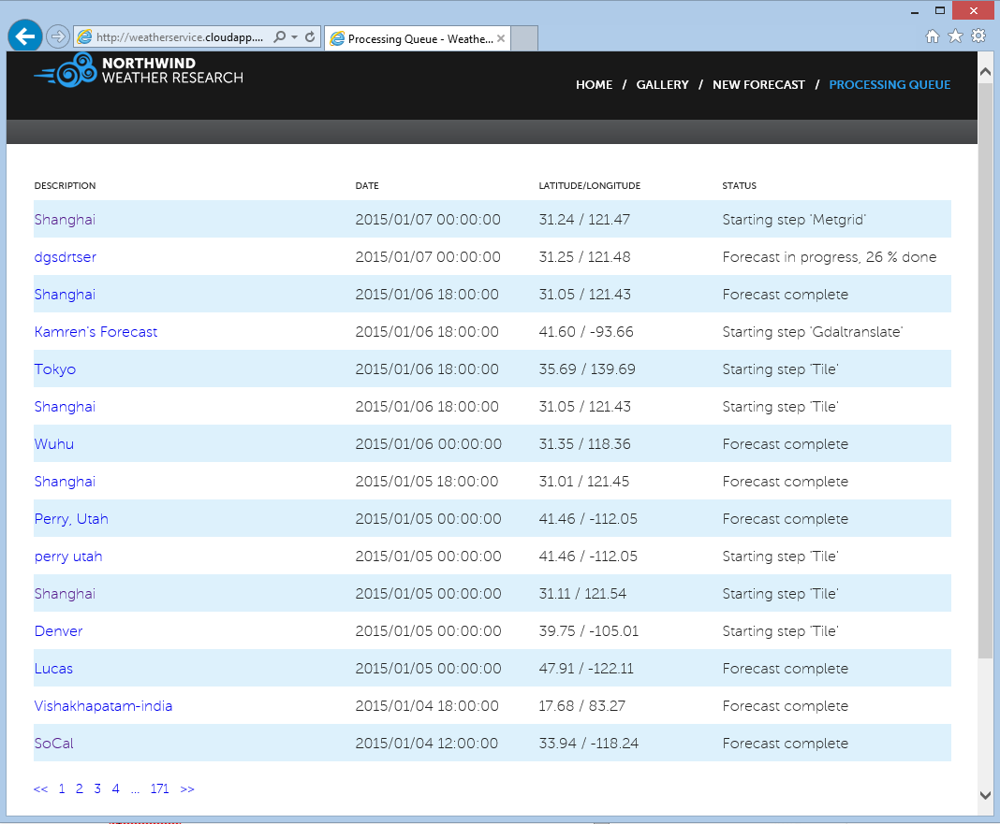 http://weatherservice.cloudapp....
Processing Queue - Weathe...
NORTHWIND
WEATHER RESEARCH
HOME / GALLERY / NEW FORECAST / PROCESSING QUEUE
DESCRIPTION DATE LATITUDE/LONGITUDE STATUS
Shanghai 2015/01/07 00:00:00 31.24 / 121.47 Starting step 'Metgrid'
dgsdrtser 2015/01/07 00:00:00 31.25 / 121.48 Forecast in progress, 26 % done
Shanghai 2015/01/06 18:00:00 31.05 / 121.43 Forecast complete
Kamren's Forecast 2015/01/06 18:00:00 41.60 / -93.66 Starting step 'Gdaltranslate'
Tokyo 2015/01/06 18:00:00 35.69 / 139.69 Starting step 'Tile'
Shanghai 2015/01/06 18:00:00 31.05 / 121.43 Starting step 'Tile'
Wuhu 2015/01/06 00:00:00 31.35 / 118.36 Forecast complete
Shanghai 2015/01/05 18:00:00 31.01 / 121.45 Forecast complete
Perry, Utah 2015/01/05 00:00:00 41.46 / -112.05 Forecast complete
perry utah 2015/01/05 00:00:00 41.46 / -112.05 Starting step 'Tile'
Shanghai 2015/01/05 00:00:00 31.11 / 121.54 Starting step 'Tile'
Denver 2015/01/05 00:00:00 39.75 / -105.01 Starting step 'Tile'
Lucas 2015/01/05 00:00:00 47.91 / -122.11 Forecast complete
Vishakhapatam-india 2015/01/04 18:00:00 17.68 / 83.27 Forecast complete
SoCal 2015/01/04 12:00:00 33.94 / -118.24 Forecast complete
<< 1 2 3 4 ... 171 >>